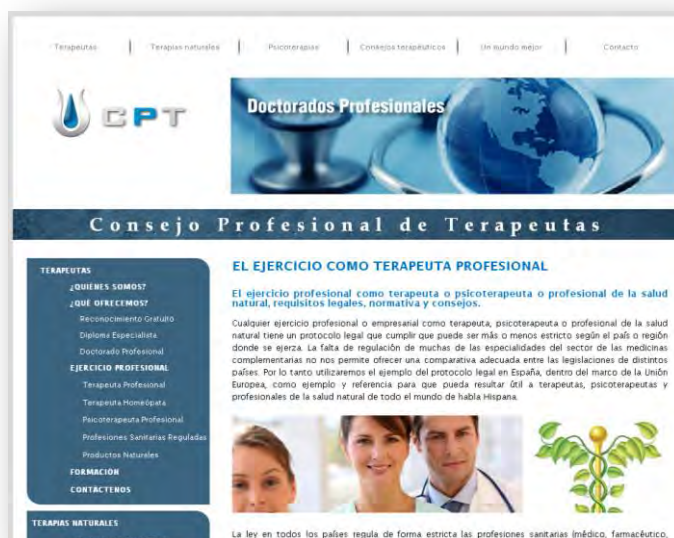 Terapeutas | Terapias naturales | Psicoterapias | Consejos terapéuticos | Un mundo mejor | Contacto
CPT
Doctorados Profesionales
Consejo Profesional de Terapeutas
TERAPEUTAS
¿QUIÉNES SOMOS?
¿QUÉ OFRECEMOS?
Reconocimiento Gratuito
Diploma Especialista
Doctorado Profesional
EJERCICIO PROFESIONAL
Terapeuta Profesional
Terapeuta Homeópata
Psicoterapeuta Profesional
Profesiones Sanitarias Reguladas
Productos Naturales
FORMACIÓN
CONTÁCTENOS
TERAPIAS NATURALES
EL EJERCICIO COMO TERAPEUTA PROFESIONAL
El ejercicio profesional como terapeuta o psicoterapeuta o profesional de la salud
natural, requisitos legales, normativa y consejos.
Cualquier ejercicio profesional o empresarial como terapeuta, psicoterapeuta o profesional de la salud
natural tiene un protocolo legal que cumplir que puede ser más o menos estricto según el país o región
donde se ejerza. La falta de regulación de muchas de las especialidades del sector de las medicinas
complementarias no nos permite ofrecer una comparativa adecuada entre las legislaciones de distintos
países. Por lo tanto utilizaremos el ejemplo del protocolo legal en España, dentro del marco de la Unión
Europea, como ejemplo y referencia para que pueda resultar útil a terapeutas, psicoterapeutas y
profesionales de la salud natural de todo el mundo de habla Hispana.
La ley en todos los países regula de forma estricta las profesiones sanitarias (médico, farmacéutico,